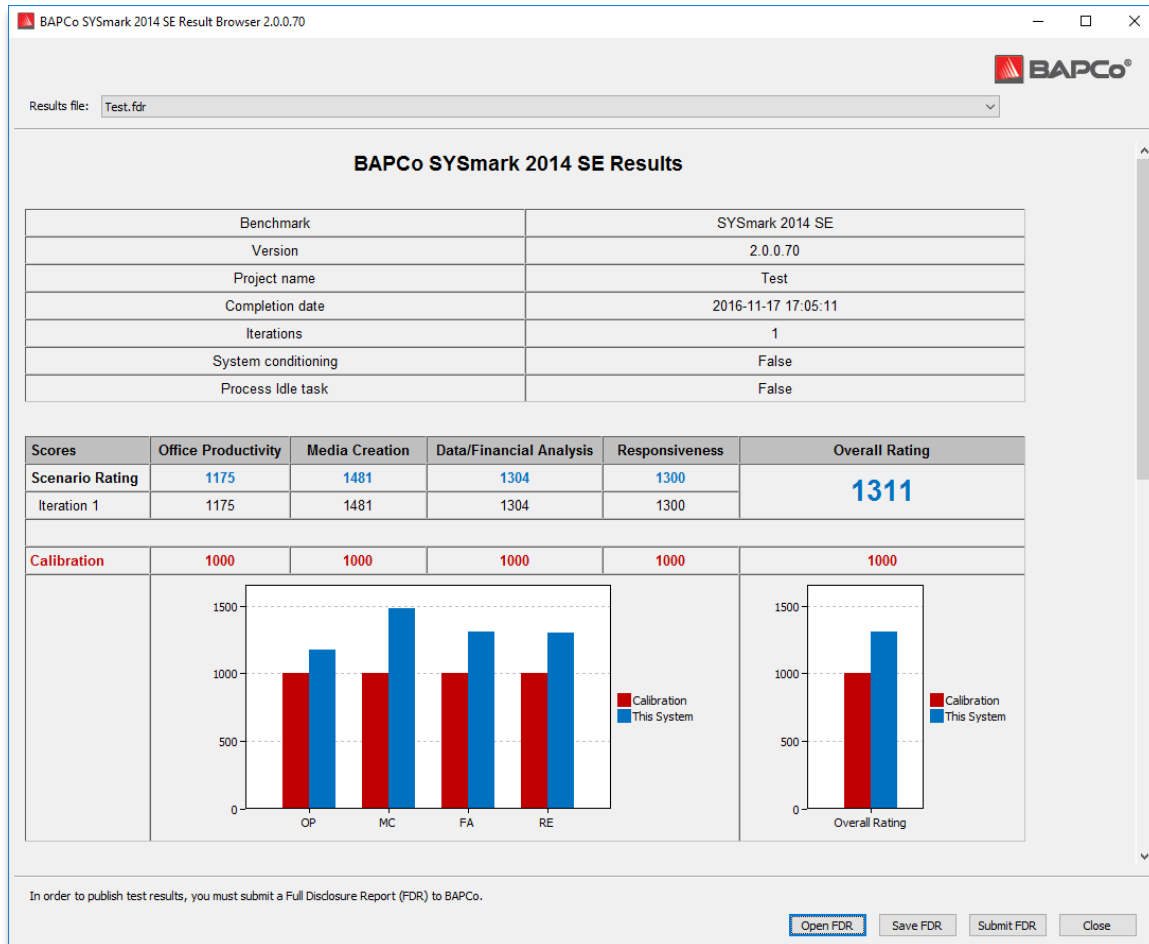 BAPCo SYSmark 2014 SE Result Browser 2.0.0.70
BAPCo®
Results file: Test.fdr
BAPCo SYSmark 2014 SE Results
Benchmark SYSmark 2014 SE
Version 2.0.0.70
Project name Test
Completion date 2016-11-17 17:05:11
Iterations 1
System conditioning False
Process Idle task False
Scores Office Productivity Media Creation Data/Financial Analysis Responsiveness Overall Rating
Scenario Rating 1175 1481 1304 1300 1311
Iteration 1 1175 1481 1304 1300
Calibration 1000 1000 1000 1000 1000
1500 1500
1000 1000
Calibration Calibration
This System This System
500 500
0 0
OP MC FA RE Overall Rating
In order to publish test results, you must submit a Full Disclosure Report (FDR) to BAPCo.
Open FDR Save FDR Submit FDR Close